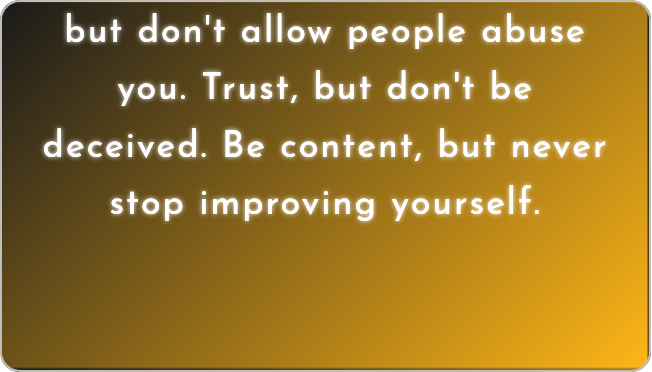 but don't allow people abuse
you. Trust, but don't be
deceived. Be content, but never
stop improving yourself.